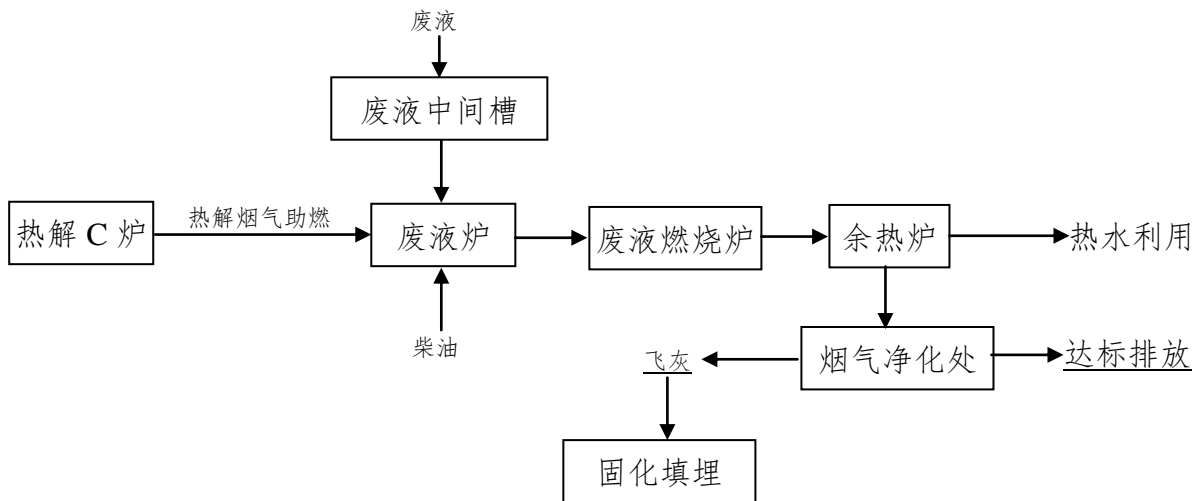 废液
废液中间槽
热解 C 炉
热解烟气助燃
废液炉
废液燃烧炉
余热炉
热水利用
柴油
飞灰
烟气净化处
达标排放
固化填埋